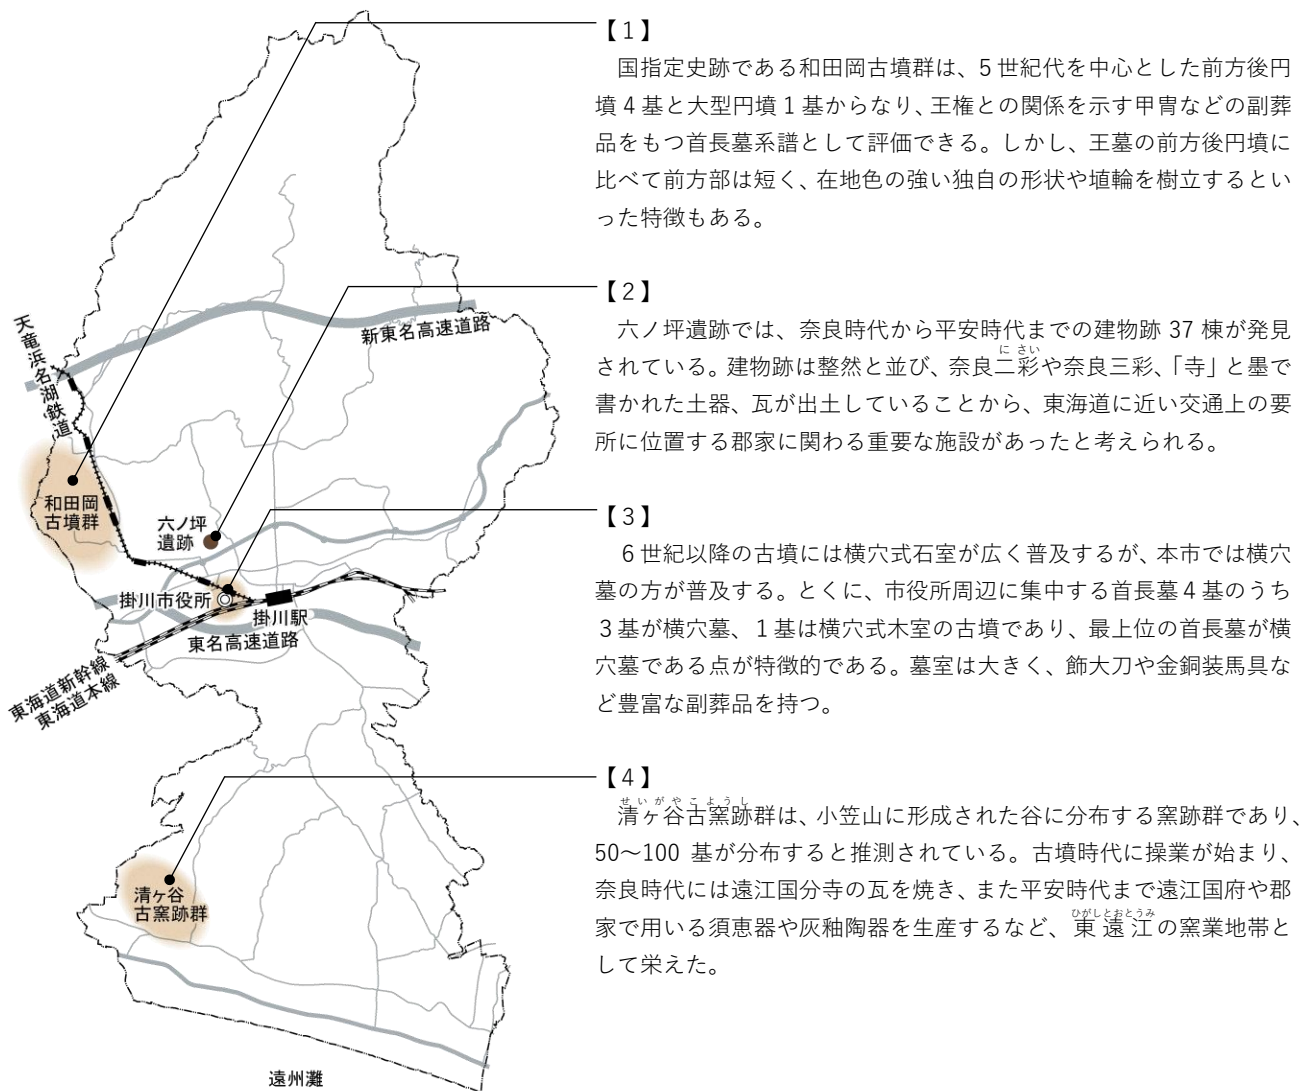 【1】
国指定史跡である和田岡古墳群は、5世紀代を中心とした前方後円
墳4基と大型円墳1基からなり、王権との関係を示す甲冑などの副葬
品をもつ首長墓系譜として評価できる。しかし、王墓の前方後円墳に
比べて前方部は短く、在地色の強い独自の形状や埴輪を樹立するとい
った特徴もある。
【2】
六ノ坪遺跡では、奈良時代から平安時代までの建物跡 37 棟が発見
にさい
されている。建物跡は整然と並び、奈良二彩や奈良三彩、「寺」と墨で
書かれた土器、瓦が出土していることから、東海道に近い交通上の要
所に位置する郡家に関わる重要な施設があったと考えられる。
【3】
6世紀以降の古墳には横穴式石室が広く普及するが、本市では横穴
墓の方が普及する。とくに、市役所周辺に集中する首長墓4基のうち
3基が横穴墓、1基は横穴式木室の古墳であり、最上位の首長墓が横
穴墓である点が特徴的である。墓室は大きく、飾大刀や金銅装馬具な
ど豊富な副葬品を持つ。
【4】
せいがやこようし
清ヶ谷古窯跡群は、小笠山に形成された谷に分布する窯跡群であり、
50～100 基が分布すると推測されている。古墳時代に操業が始まり、
奈良時代には遠江国分寺の瓦を焼き、また平安時代まで遠江国府や郡
ひがしとおとうみ
家で用いる須恵器や灰釉陶器を生産するなど、東遠江の窯業地帯と
して栄えた。
新東名高速道路
天竜浜名湖鉄道
和田岡
古墳群
六ノ坪
遺跡
掛川市役所
掛川駅
東名高速道路
東海道新幹線
東海道本線
清ヶ谷
古窯跡群
遠州灘